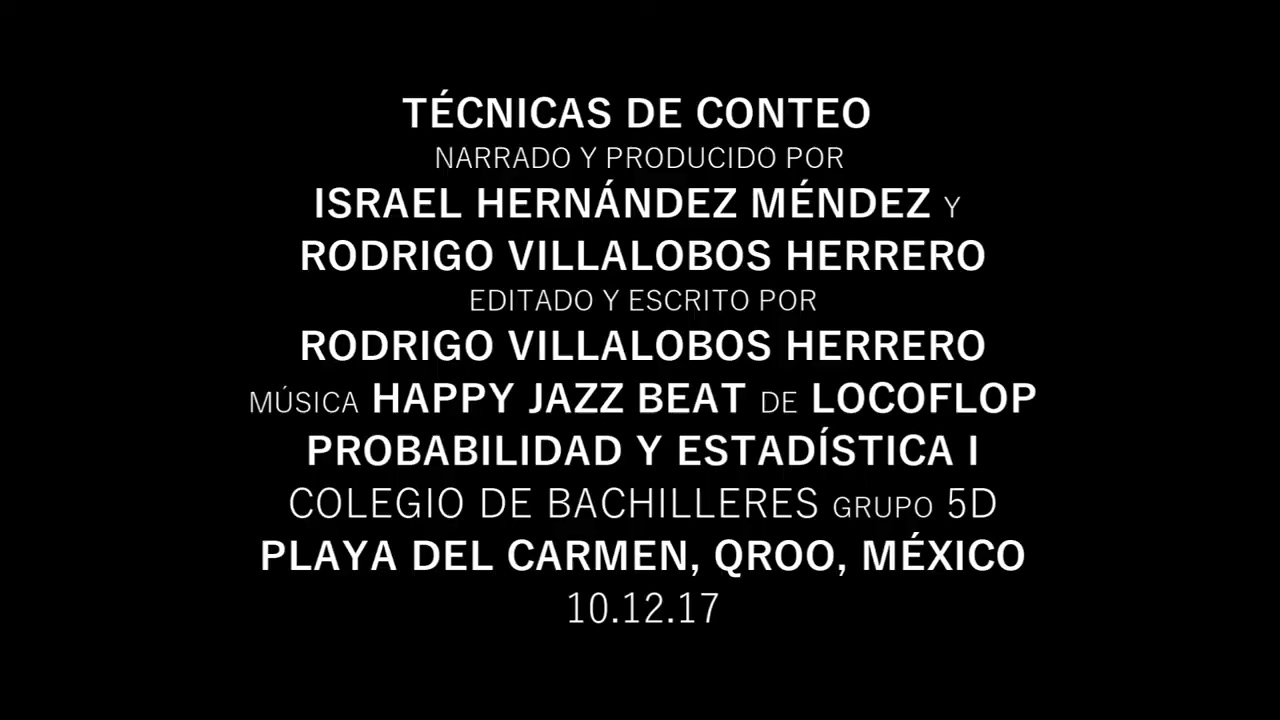 TÉCNICAS DE CONTEO
NARRADO Y PRODUCIDO POR
ISRAEL HERNÁNDEZ MÉNDEZ Y
RODRIGO VILLALOBOS HERRERO
EDITADO Y ESCRITO POR
RODRIGO VILLALOBOS HERRERO
MÚSICA HAPPY JAZZ BEAT DE LOCOFLOP
PROBABILIDAD Y ESTADÍSTICA I
COLEGIO DE BACHILLERES GRUPO 5D
PLAYA DEL CARMEN, QROO, MÉXICO
10.12.17